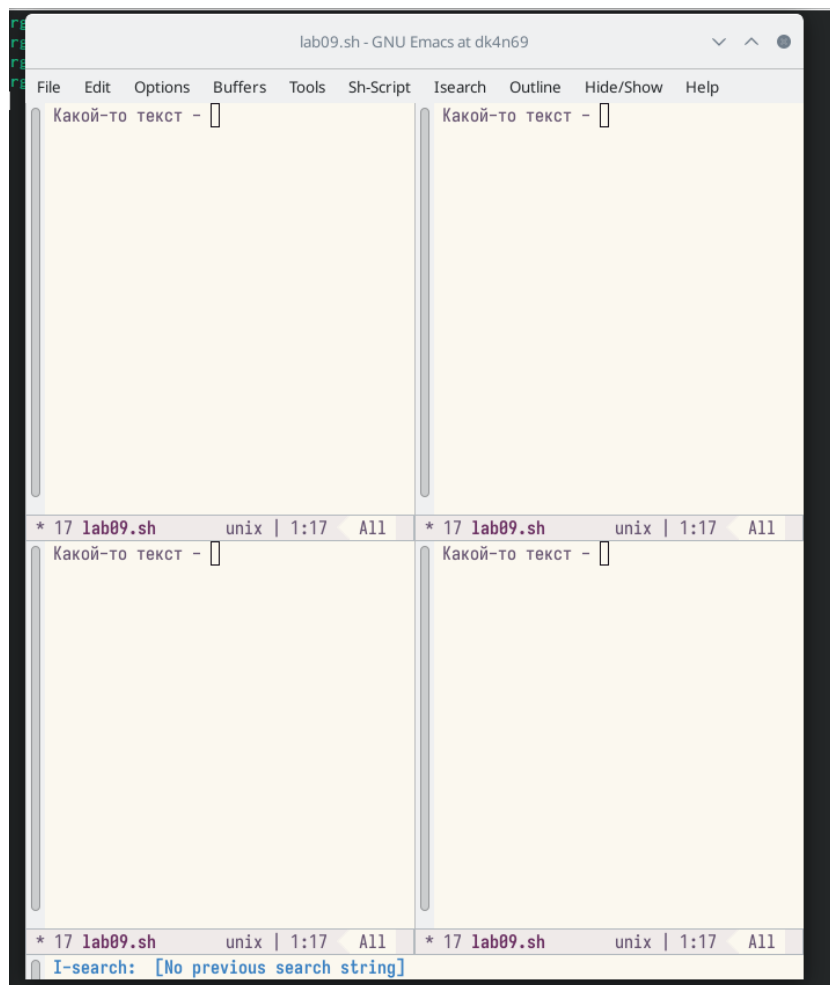 lab09.sh - GNU Emacs at dk4n69
File Edit Options Buffers Tools Sh-Script Isearch Outline Hide/Show Help
Какой-то текст -
Какой-то текст -
* 17 lab09.sh unix | 1:17 All
* 17 lab09.sh unix | 1:17 All
Какой-то текст -
Какой-то текст -
* 17 lab09.sh unix | 1:17 All
* 17 lab09.sh unix | 1:17 All
I-search: [No previous search string]